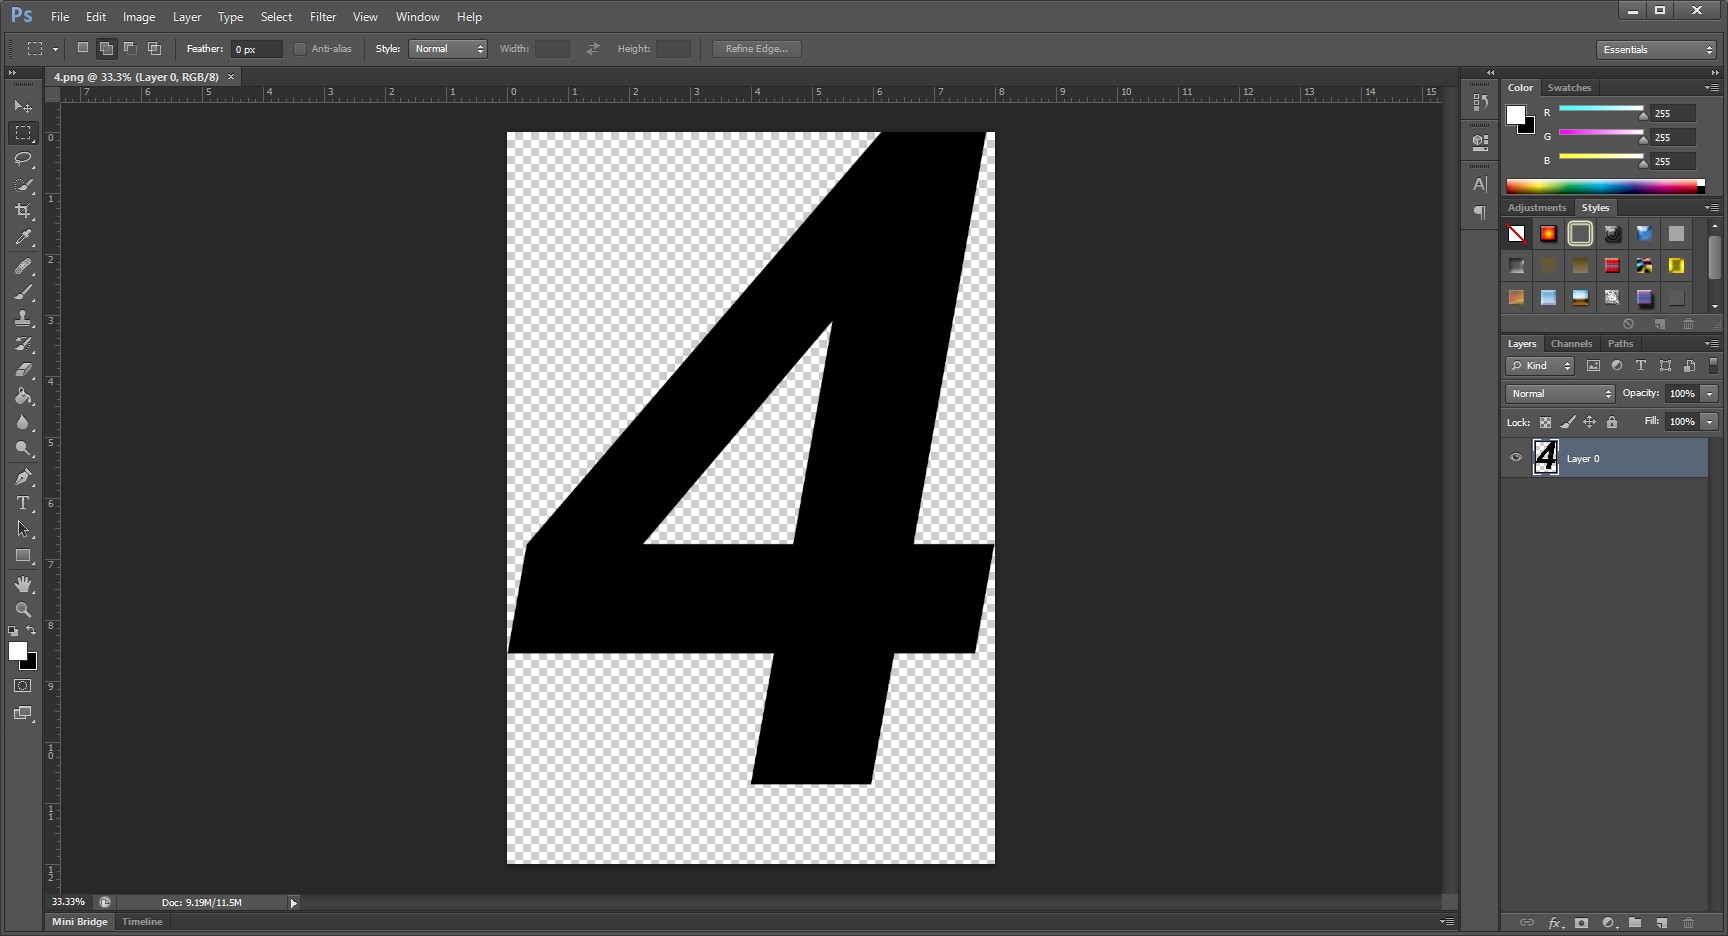 Ps File Edit Image Layer Type Select Filter View Window Help
Feather: 0 px Anti-alias Style: Normal Width: Height: Refine Edge... Essentials
4.png @ 33.3% (Layer 0, RGB/8) ×
7 6 5 4 3 2 1 0 1 2 3 4 5 6 7 8 9 10 11 12 13 14 15
0
1
2
3
4
5
6
7
8
9
10
11
12
4
T
33.33% Doc: 9.19M/11.5M
Mini Bridge Timeline
A
Color Swatches
R 255
G 255
B 255
Adjustments Styles
Layers Channels Paths
Kind T
Normal Opacity: 100%
Lock: Fill: 100%
4 Layer 0
fx